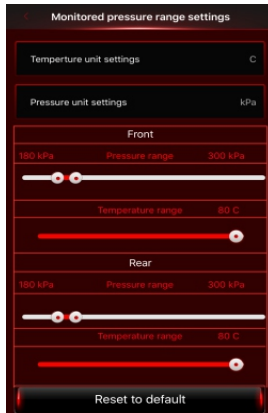 Monitored pressure range settings
Temperture unit settings C
Pressure unit settings kPa
Front
180 kPa Pressure range 300 kPa
Temperature range 80 C
Rear
180 kPa Pressure range 300 kPa
Temperature range 80 C
Reset to default